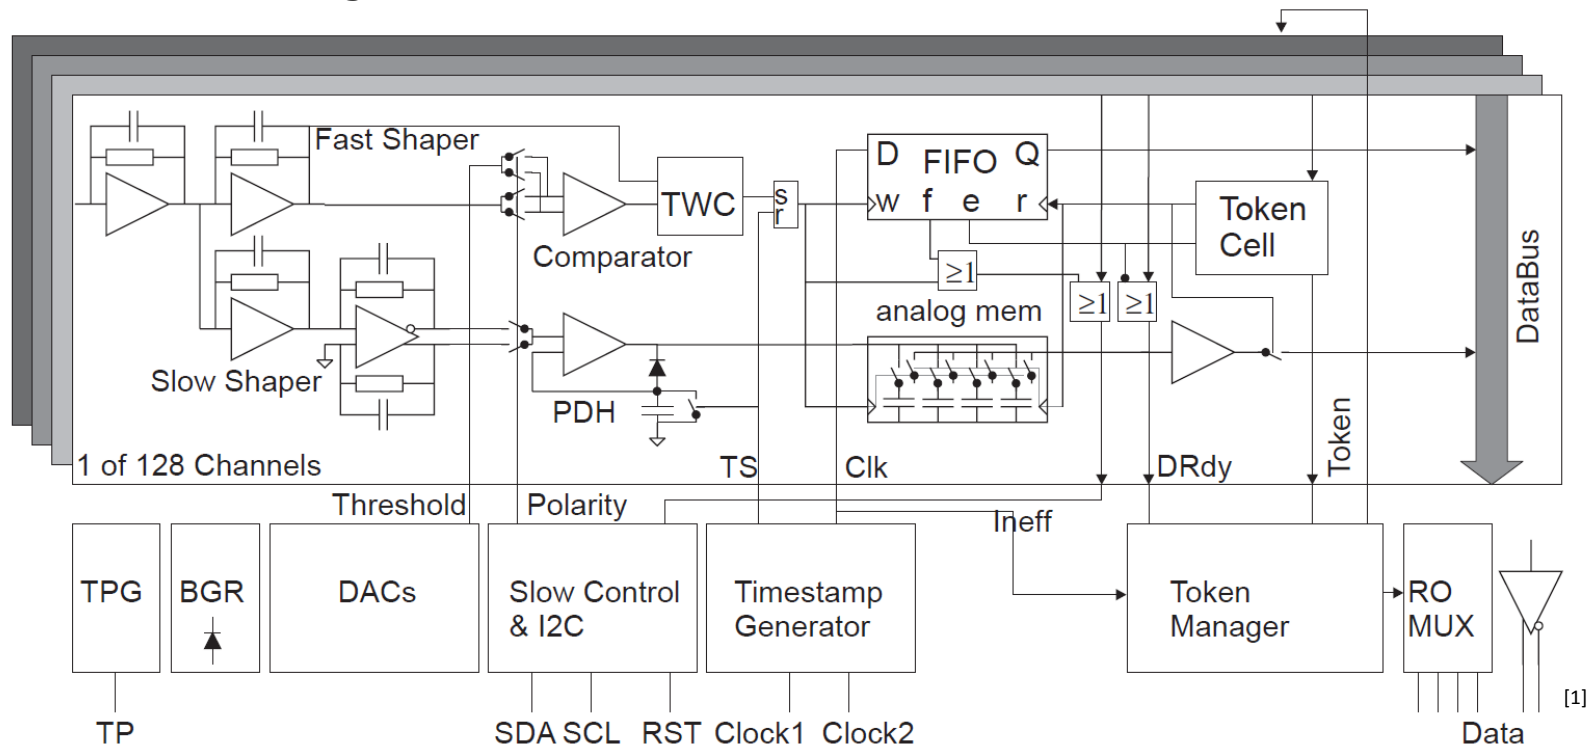 Fast Shaper
D FIFO Q
w f e r
TWC
s
r
Token
Cell
Comparator
≥1
≥1
≥1
analog mem
DataBus
Slow Shaper
PDH
Token
1 of 128 Channels
TS
Clk
DRdy
Threshold
Polarity
Ineff
TPG
BGR
DACs
Slow Control
& I2C
Timestamp
Generator
Token
Manager
RO
MUX
[1]
TP
SDA
SCL
RST
Clock1
Clock2
Data